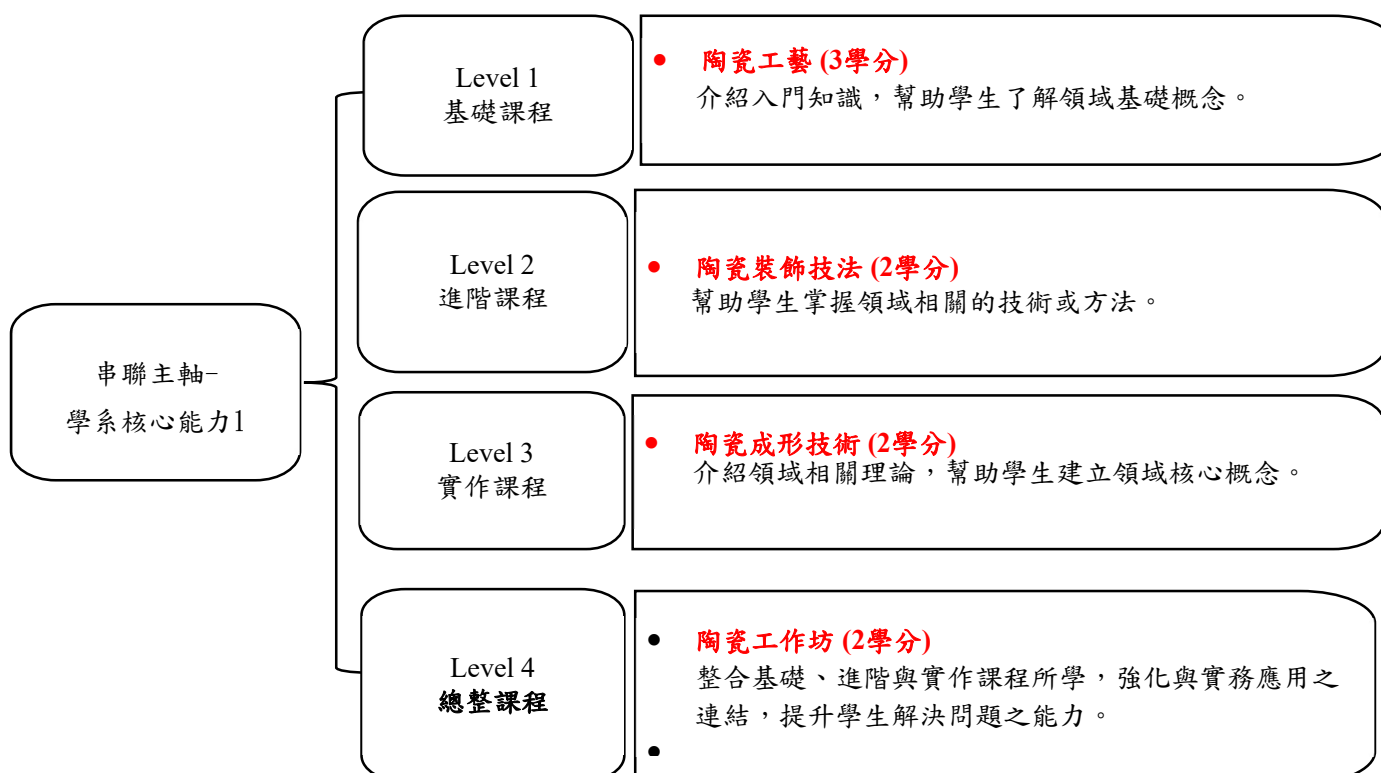 串聯主軸-
學系核心能力1
Level 1
基礎課程
• 陶瓷工藝 (3學分)
介紹入門知識，幫助學生了解領域基礎概念。
Level 2
進階課程
• 陶瓷裝飾技法 (2學分)
幫助學生掌握領域相關的技術或方法。
Level 3
實作課程
• 陶瓷成形技術 (2學分)
介紹領域相關理論，幫助學生建立領域核心概念。
Level 4
總整課程
• 陶瓷工作坊 (2學分)
整合基礎、進階與實作課程所學，強化與實務應用之
連結，提升學生解決問題之能力。
•